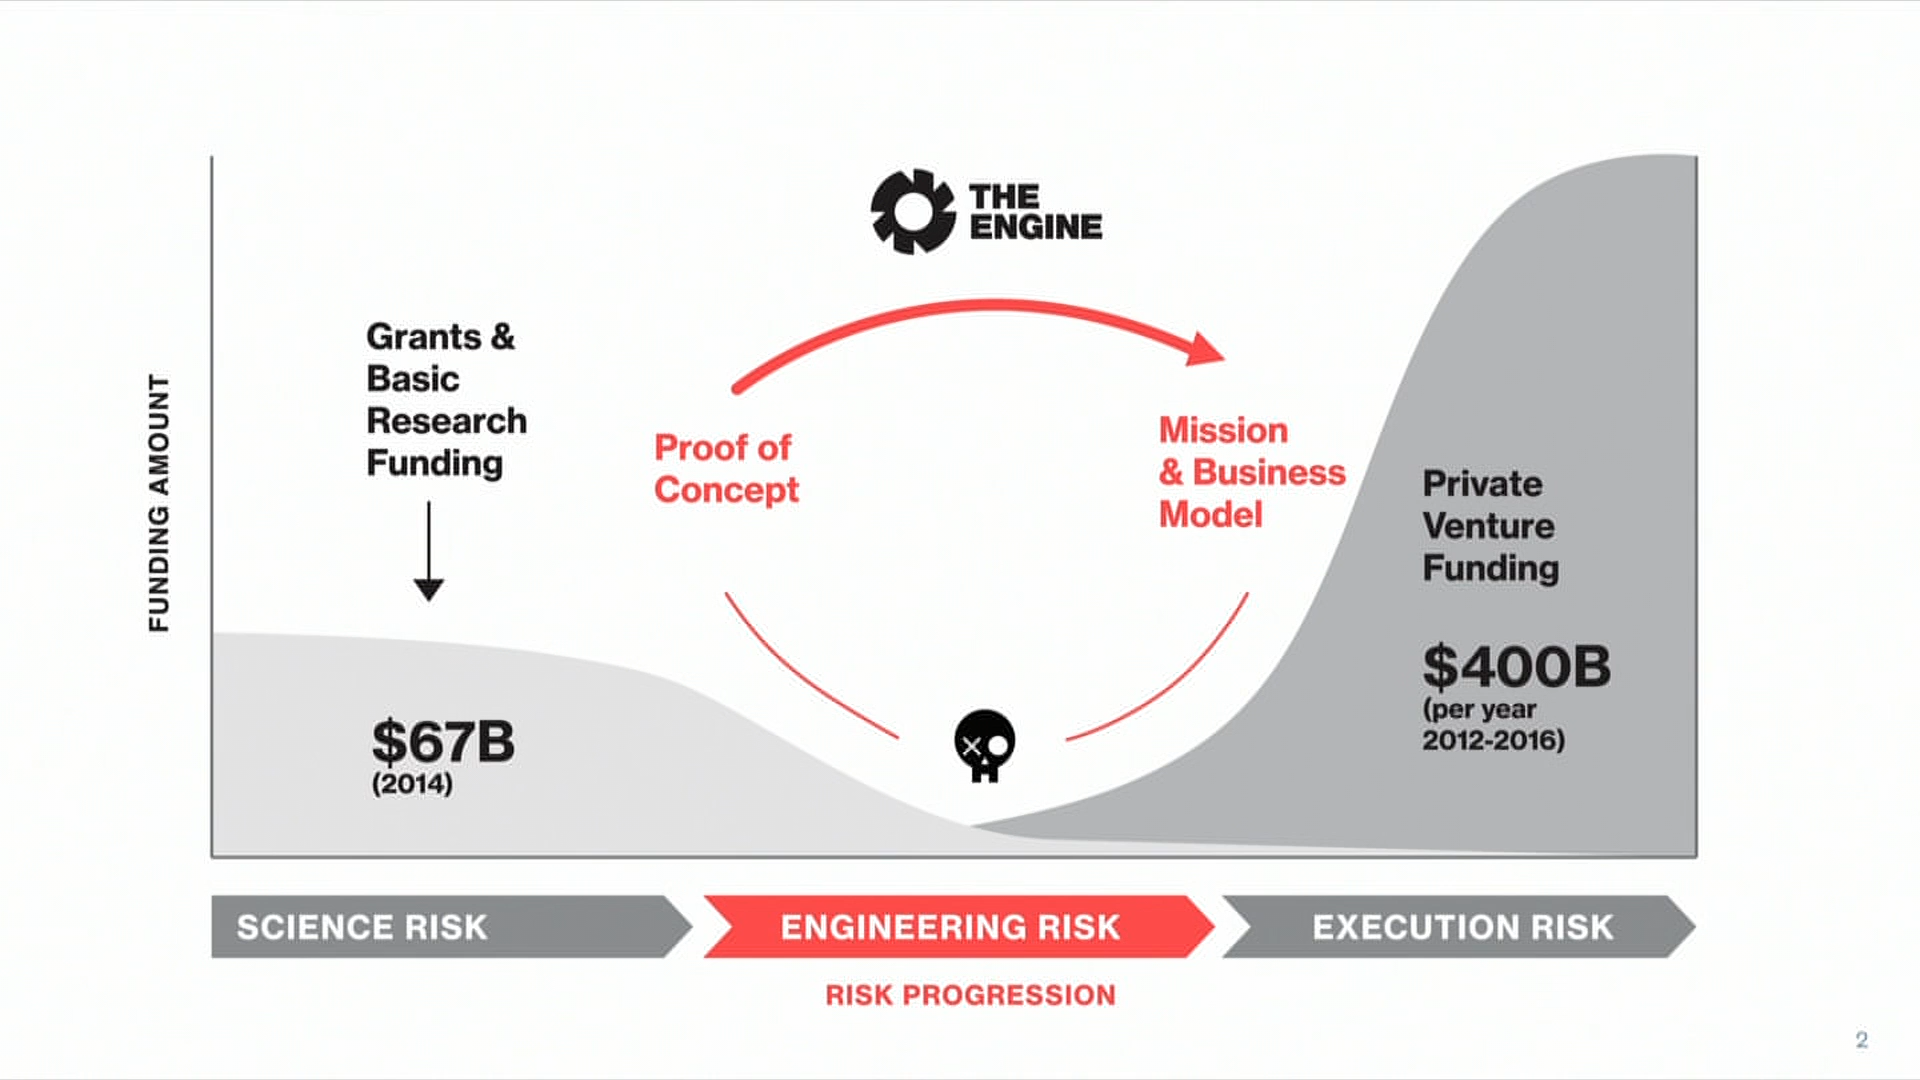 THE
ENGINE
Grants &
Basic
Research
Funding
FUNDING AMOUNT
Proof of
Concept
Mission
& Business
Model
Private
Venture
Funding
$67B
(2014)
$400B
(per year
2012-2016)
SCIENCE RISK
ENGINEERING RISK
EXECUTION RISK
RISK PROGRESSION
2